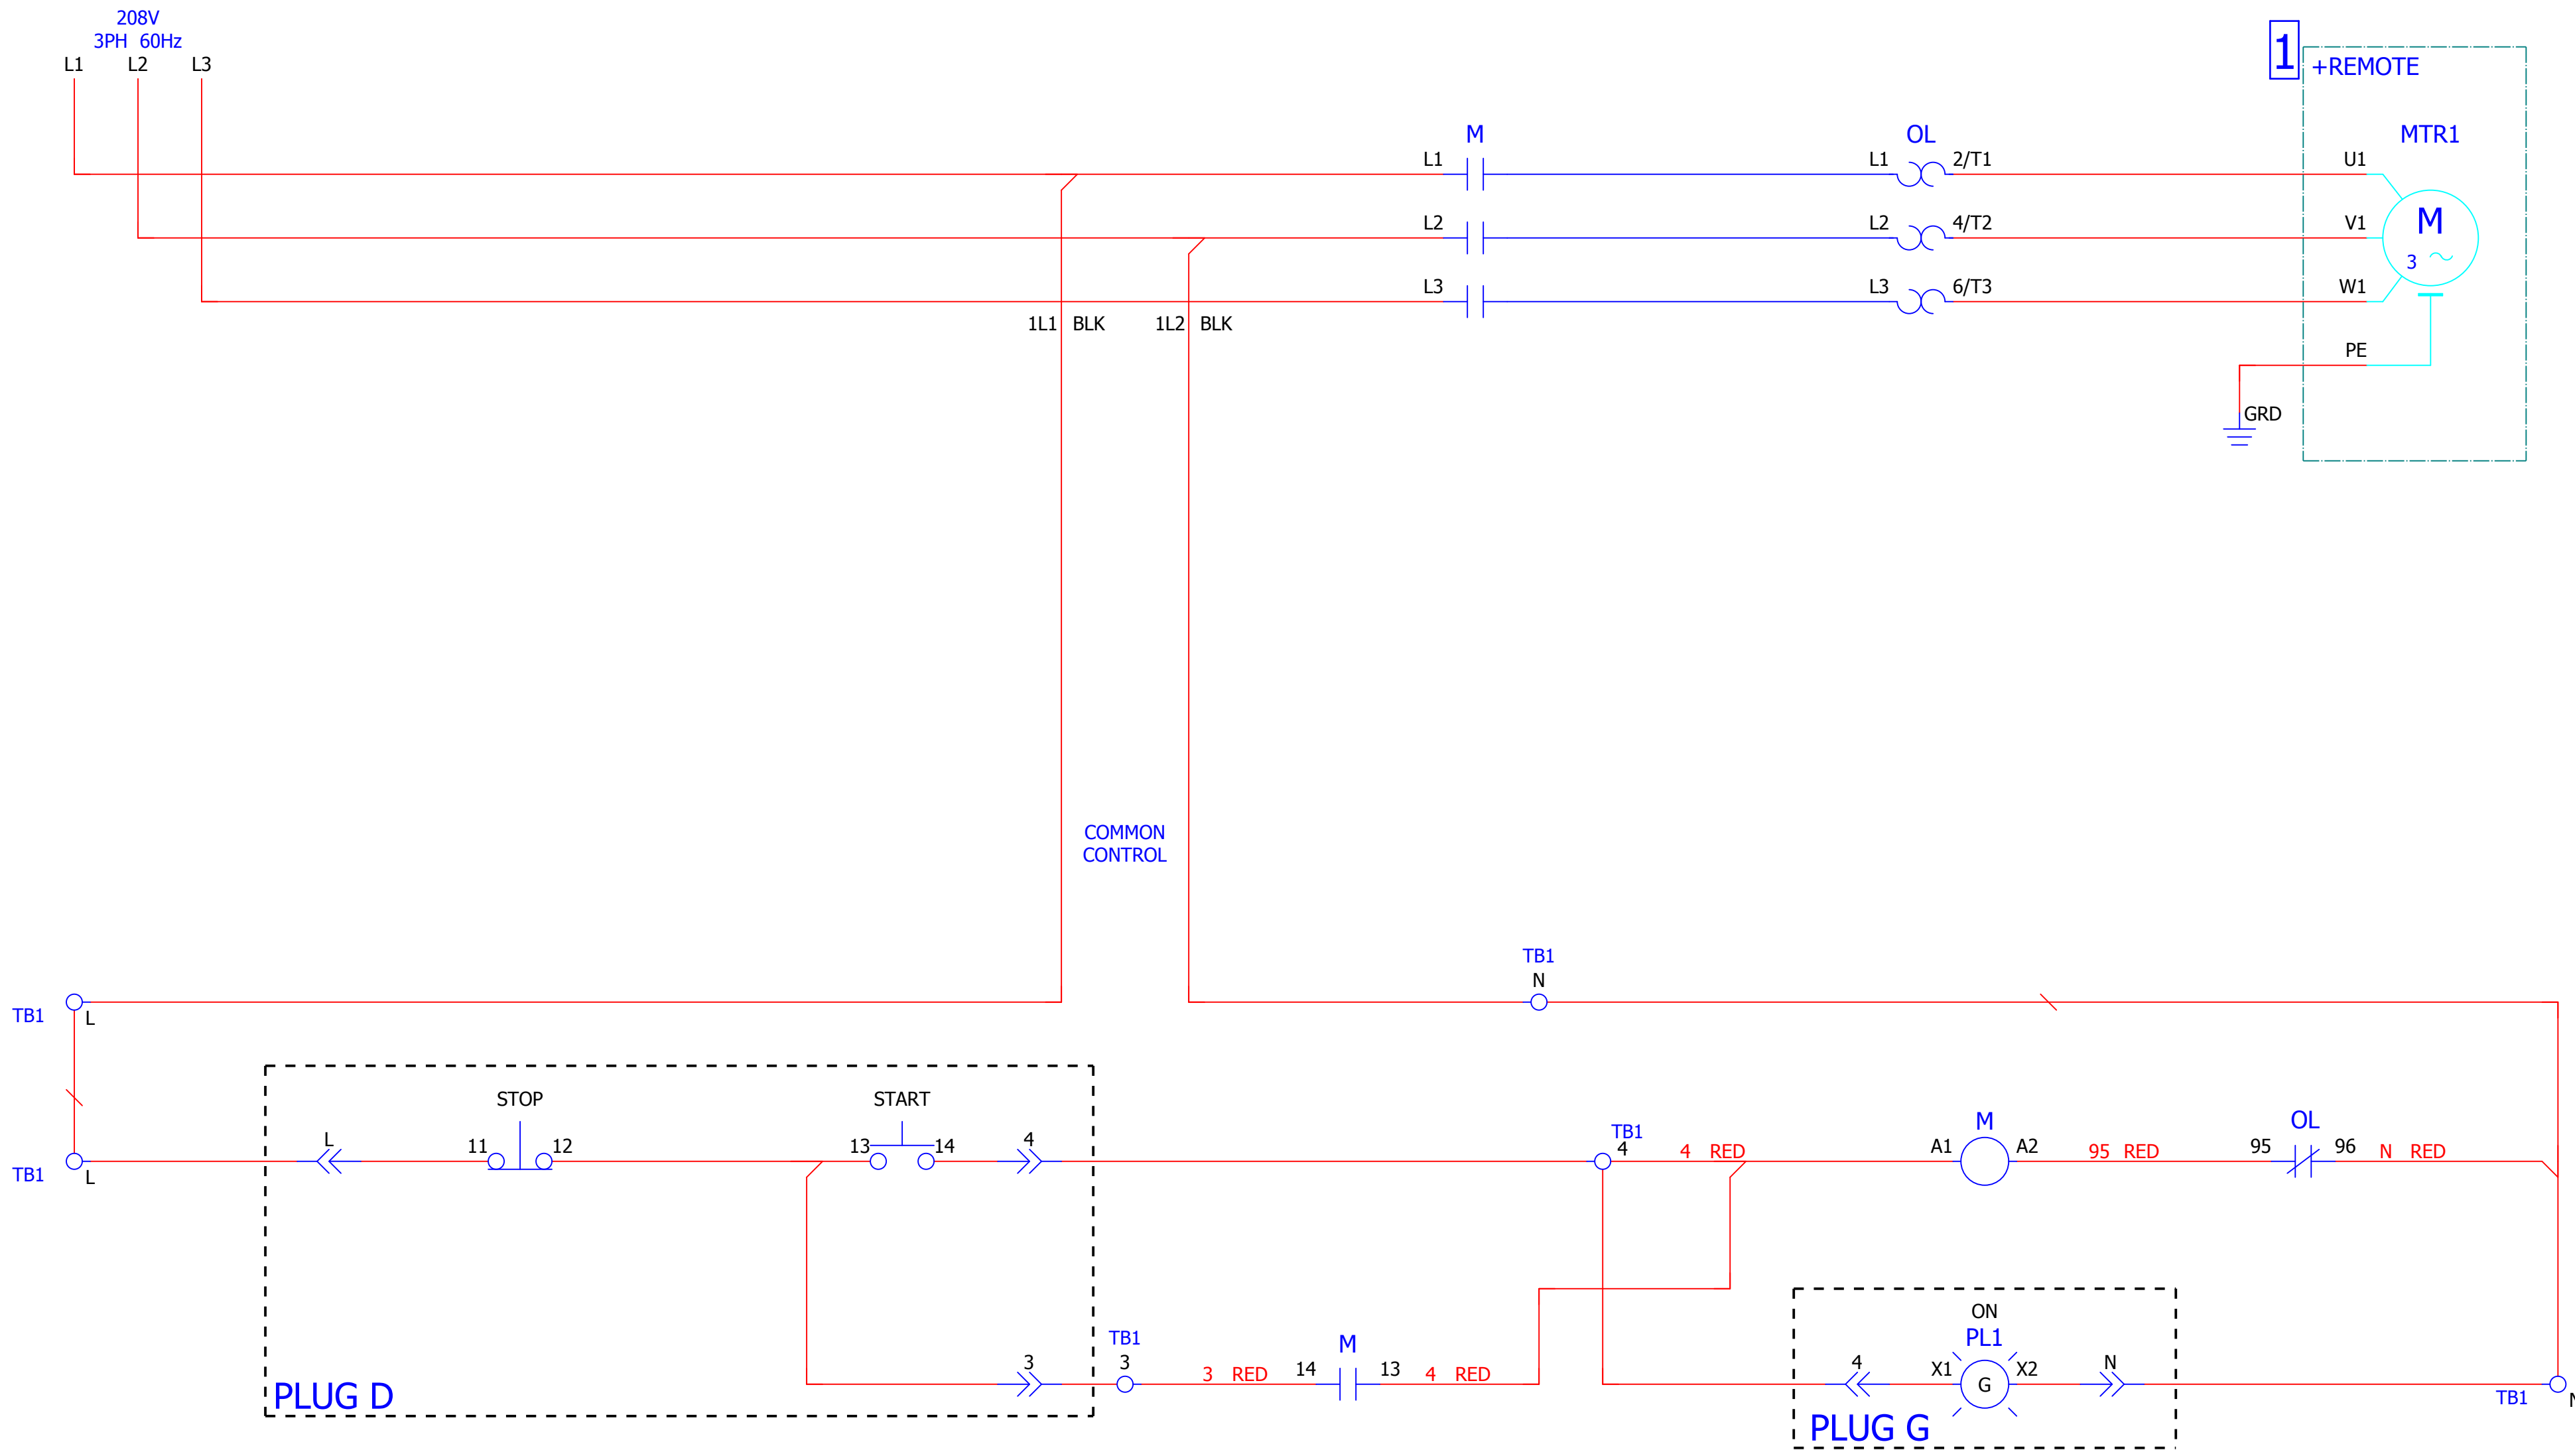 208V
3PH 60Hz
L1 L2 L3
1
+REMOTE
M OL MTR1
L1 L1 2/T1 U1
L2 L2 4/T2 V1
M
3
L3 L3 6/T3 W1
1L1 BLK 1L2 BLK
PE
GRD
COMMON
CONTROL
TB1
N
TB1 L
STOP START
M OL
TB1
L 11 12 13 14 4 4 4 RED A1 A2 95 RED 95 96 N RED
TB1 L
ON
TB1 M PL1
3 3 3 RED 14 13 4 RED 4 X1 G X2 N
PLUG D
TB1
PLUG G